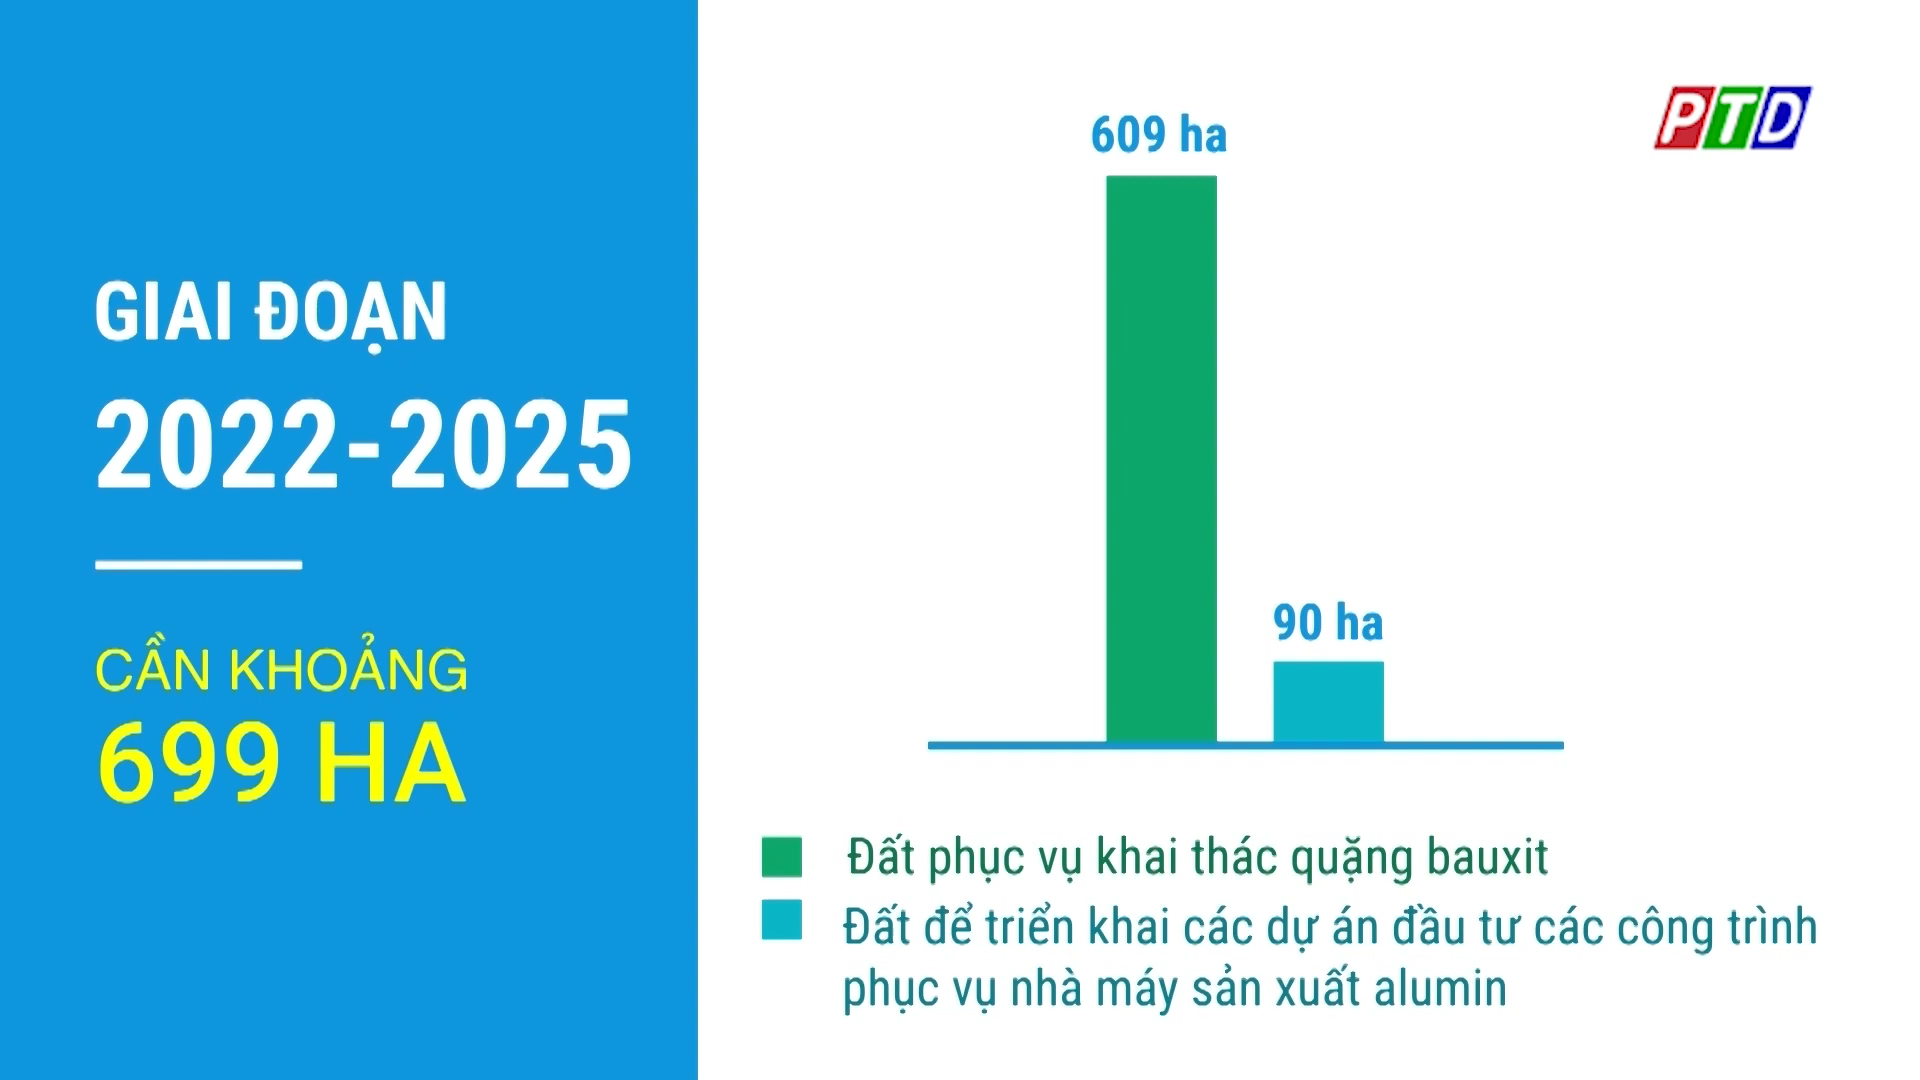 GIAI ĐOẠN
2022-2025
CẦN KHOẢNG
699 HA
PTD
609 ha
90 ha
Đất phục vụ khai thác quặng bauxit
Đất để triển khai các dự án đầu tư các công trình
phục vụ nhà máy sản xuất alumin